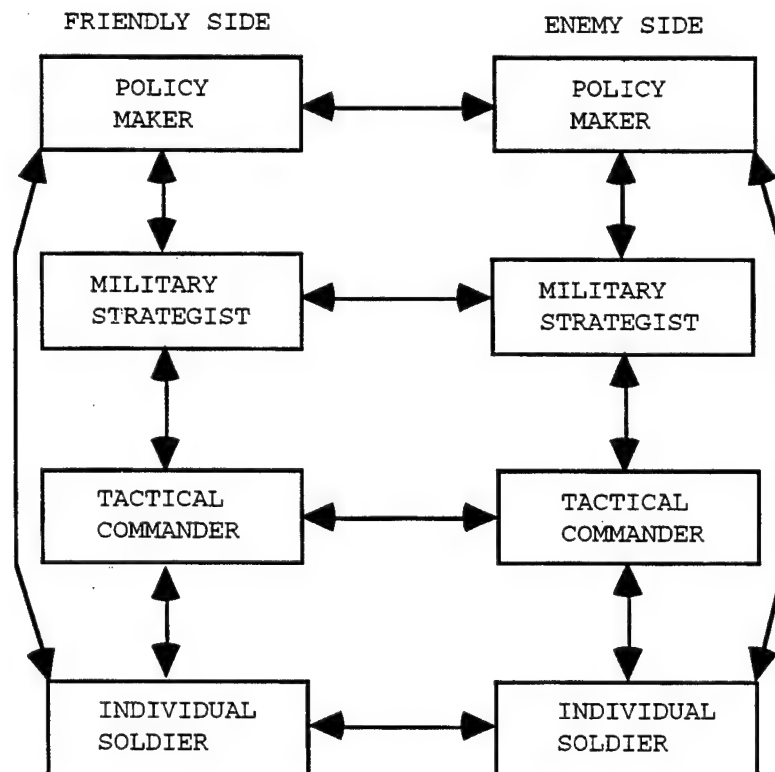 FRIENDLY SIDE
ENEMY SIDE
POLICY
MAKER
POLICY
MAKER
MILITARY
STRATEGIST
MILITARY
STRATEGIST
TACTICAL
COMMANDER
TACTICAL
COMMANDER
INDIVIDUAL
SOLDIER
INDIVIDUAL
SOLDIER